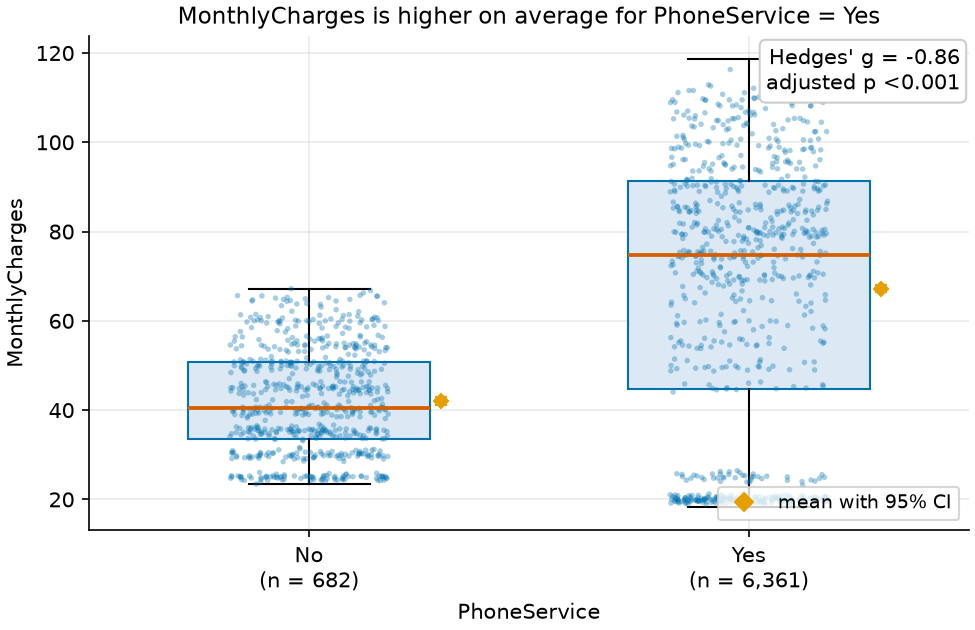 MonthlyCharges is higher on average for PhoneService = Yes
Hedges' g = -0.86
adjusted p <0.001
MonthlyCharges
120
100
80
60
40
20
mean with 95% CI
No
(n = 682)
Yes
(n = 6,361)
PhoneService